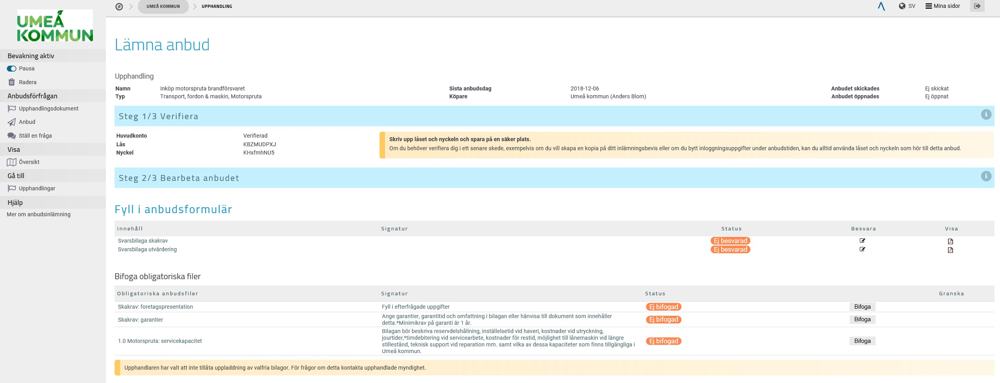 UMEÅ KOMMUN
UPPHANDLING
SV
Mina sidor
UMEÅ
KOMMUN
Bevakning aktiv
Pausa
Radera
Anbudsförfrågan
Upphandlingsdokument
Anbud
Ställ en fråga
Visa
Översikt
Gå till
Upphandlingar
Hjälp
Mer om anbudsinlämning
Lämna anbud
Upphandling
Namn Inköp motorspruta brandförsvaret Sista anbudsdag 2018-12-06 Anbudet skickades Ej skickat
Typ Transport, fordon & maskin, Motorspruta Köpare Umeå kommun (Anders Blom) Anbudet öppnades Ej öppnat
Steg 1/3 Verifiera
Huvudkonto Verifierad
Lås KBZMUDPXJ
Nyckel KHxfmhNU5
Skriv upp låset och nyckeln och spara på en säker plats.
Om du behöver verifiera dig i ett senare skede, exempelvis om du vill skapa en kopia på ditt inlämningsbevis eller om du bytt inloggningsuppgifter under anbudstiden, kan du alltid använda låset och nyckeln som hör till detta anbud.
Steg 2/3 Bearbeta anbudet
Fyll i anbudsformulär
Innehåll Signatur Status Besvara Visa
Svarsbilaga skakrav Ej besvarad
Svarsbilaga utvärdering Ej besvarad
Bifoga obligatoriska filer
Obligatoriska anbudsfiler Signatur Status Granska
Skakrav: foretagspresentation Fyll i efterfrågade uppgifter Ej bifogad Bifoga
Skakrav: garantier Ange garantier, garantitid och omfattning i bilagan eller hänvisa till dokument som innehåller
detta.*Minimikrav på garanti är 1 år. Ej bifogad Bifoga
1.0 Motorspruta: servicekapacitet Bilagan bör beskriva reservdelshållning, inställelsetid vid haveri, kostnader vid utryckning,
jourtider,*timdebitering vid servicearbete, kostnader för restid, möjlighet till lånemaskin vid längre
stillestånd, teknisk support vid reparation mm. samt vilka av dessa kapaciteter som finns tillgängliga i
Umeå kommun. Ej bifogad Bifoga
Upphandlaren har valt att inte tillåta uppladdning av valfria bilagor. För frågor om detta kontakta upphandlade myndighet.